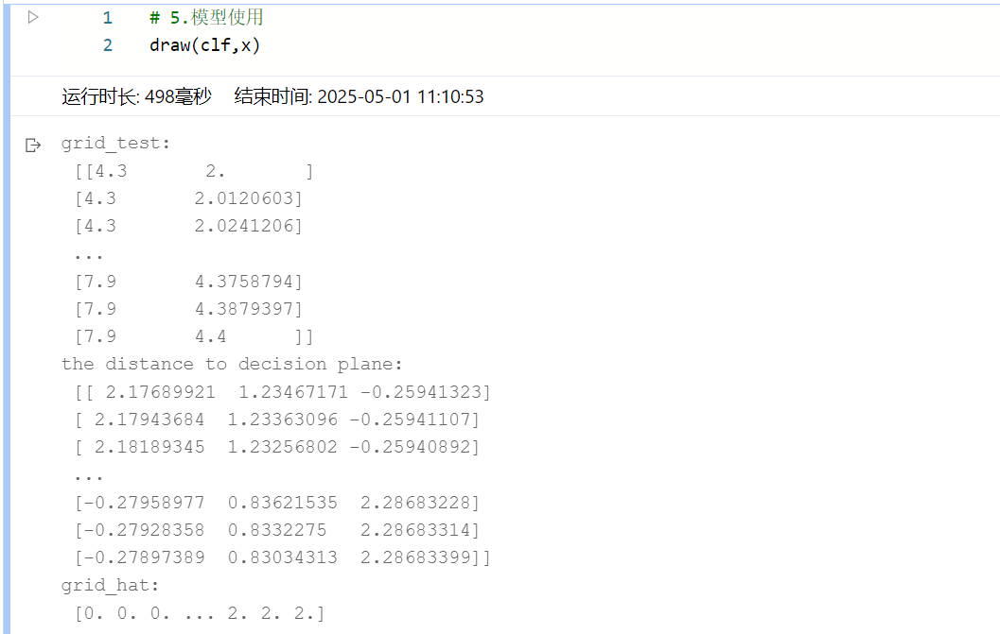 1 # 5.模型使用
2 draw(clf,x)
运行时长: 498毫秒 结束时间: 2025-05-01 11:10:53
grid_test:
[[4.3 2. ]
[4.3 2.0120603]
[4.3 2.0241206]
...
[7.9 4.3758794]
[7.9 4.3879397]
[7.9 4.4 ]]
the distance to decision plane:
[[ 2.17689921 1.23467171 -0.25941323]
[ 2.17943684 1.23363096 -0.25941107]
[ 2.18189345 1.23256802 -0.25940892]
...
[-0.27958977 0.83621535 2.28683228]
[-0.27928358 0.8332275 2.28683314]
[-0.27897389 0.83034313 2.28683399]]
grid_hat:
[0. 0. 0. ... 2. 2. 2.]